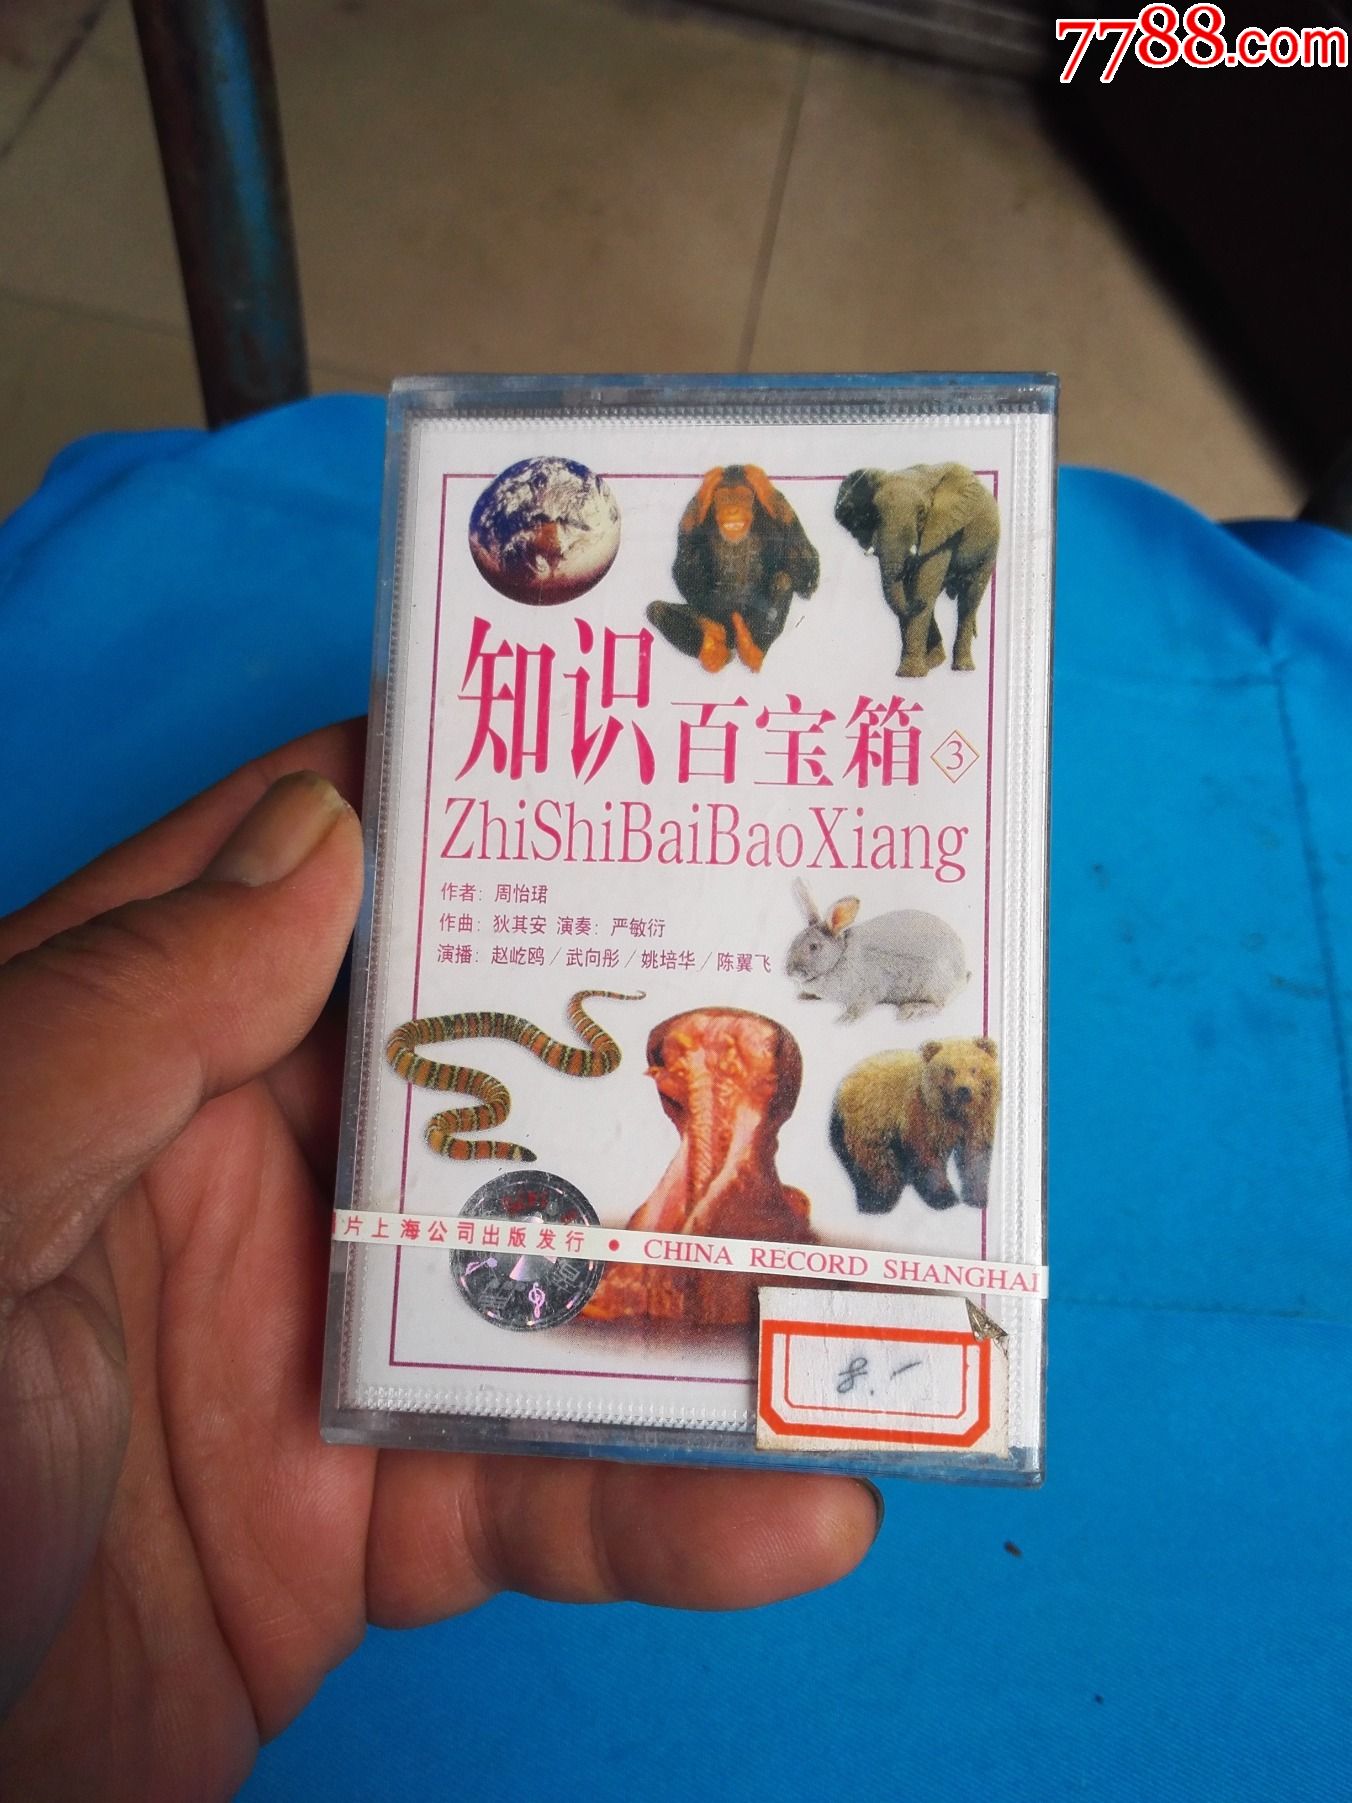 7788.com
知识百宝箱 3
ZhiShiBaiBaoXiang
作者: 周怡珺
作曲: 狄其安 演奏: 严敏衍
演播: 赵屹鸥/武向彤/姚培华/陈翼飞
片上海公司出版发行 • CHINA RECORD SHANGHAI
8.-